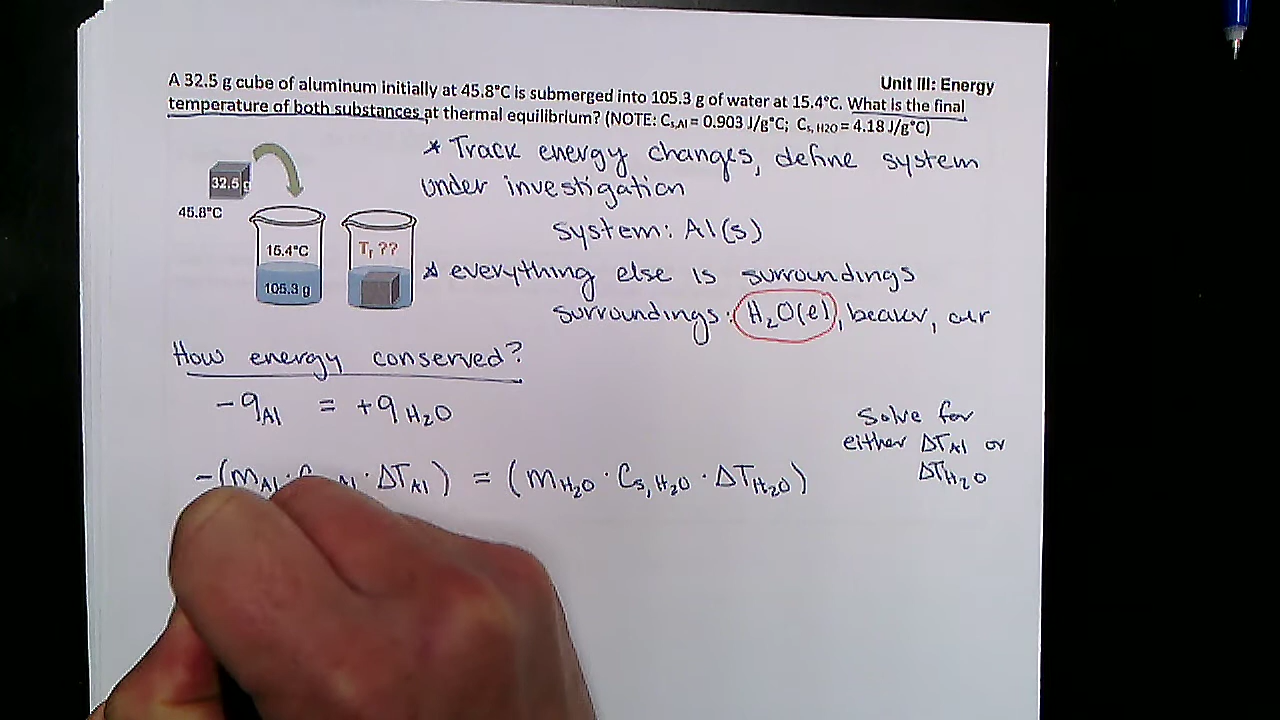 Unit III: Energy
A 32.5 g cube of aluminum initially at 45.8°C is submerged into 105.3 g of water at 15.4°C. What is the final
temperature of both substances at thermal equilibrium? (NOTE: Cs,Al = 0.903 J/g°C; Cs, H2O = 4.18 J/g°C)
* Track energy changes, define system
under investigation
32.5 g
45.8°C
system: Al(s)
15.4°C
Tf ??
* everything else is surroundings
105.3 g
surroundings: H₂O(l), beaker, air
How energy conserved?
-qAl = +qH₂O
Solve for
either ΔTAl or
ΔTH₂O
-(mAl · ΔTAl) = (mH₂O · Cs,H₂O · ΔTH₂O)